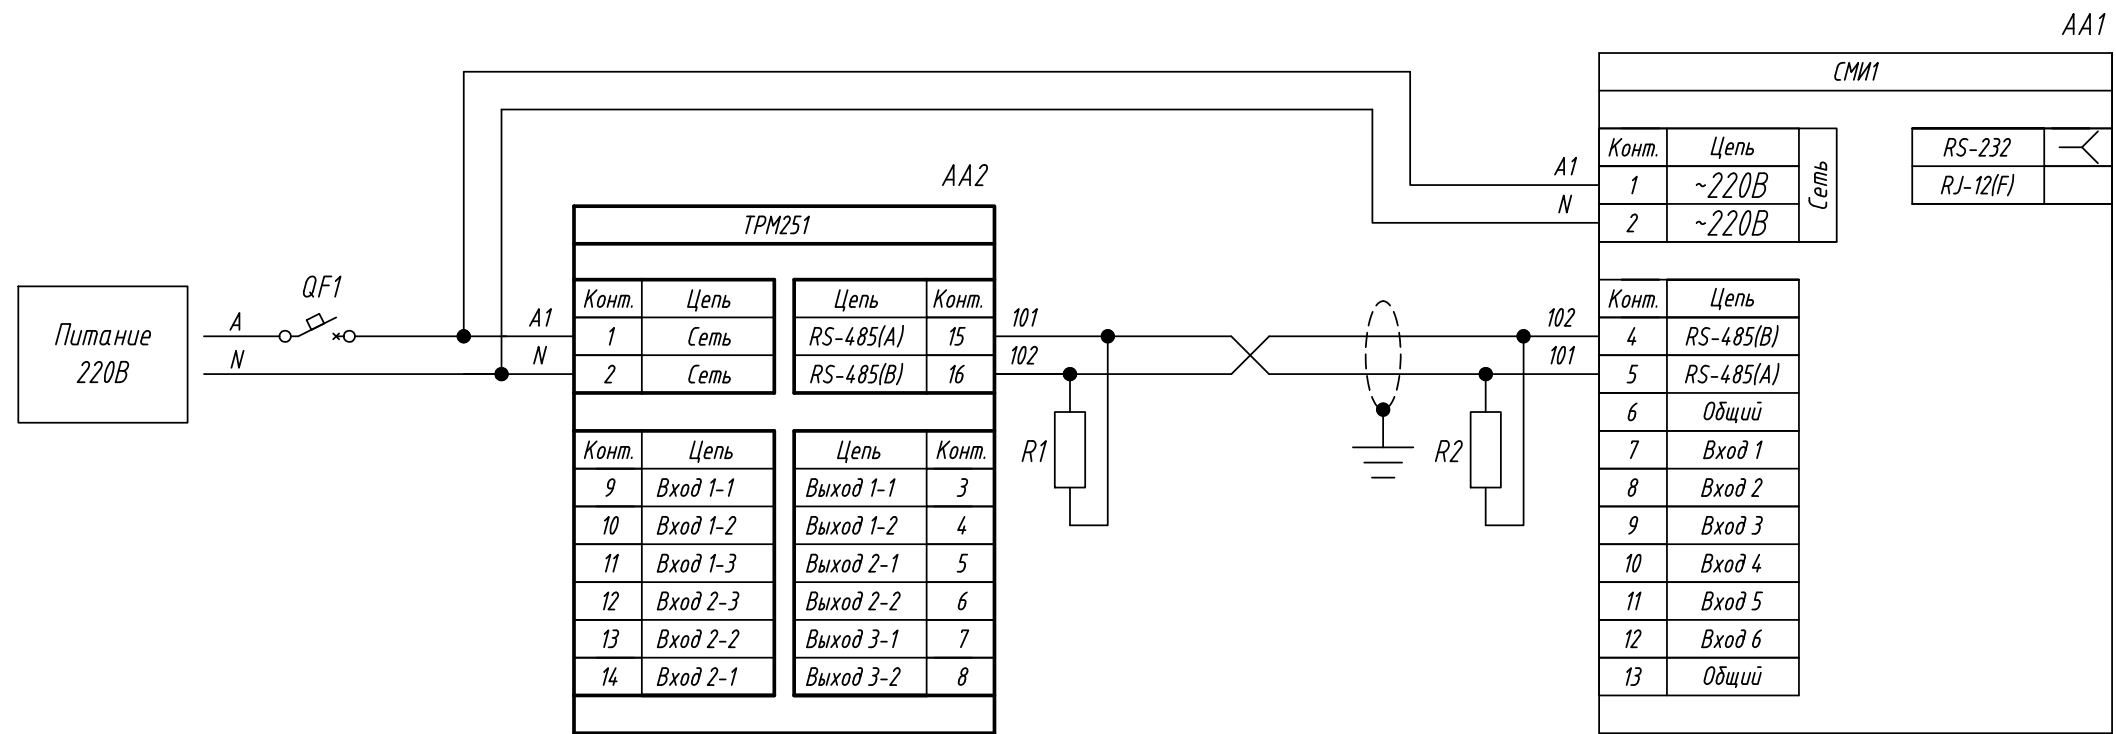 AA1
СМИ1
Конт. Цепь
1 ~220В
2 ~220В
Сеть
RS-232
RJ-12(F)
A1
N
AA2
ТРМ251
Питание
220В
A
N
QF1
A1
N
Конт. Цепь Цепь Конт.
1 Сеть RS-485(A) 15
2 Сеть RS-485(B) 16
101
102
Конт. Цепь Цепь Конт.
9 Вход 1-1 Выход 1-1 3
10 Вход 1-2 Выход 1-2 4
11 Вход 1-3 Выход 2-1 5
12 Вход 2-3 Выход 2-2 6
13 Вход 2-2 Выход 3-1 7
14 Вход 2-1 Выход 3-2 8
R1
R2
102
101
Конт. Цепь
4 RS-485(B)
5 RS-485(A)
6 Общий
7 Вход 1
8 Вход 2
9 Вход 3
10 Вход 4
11 Вход 5
12 Вход 6
13 Общий